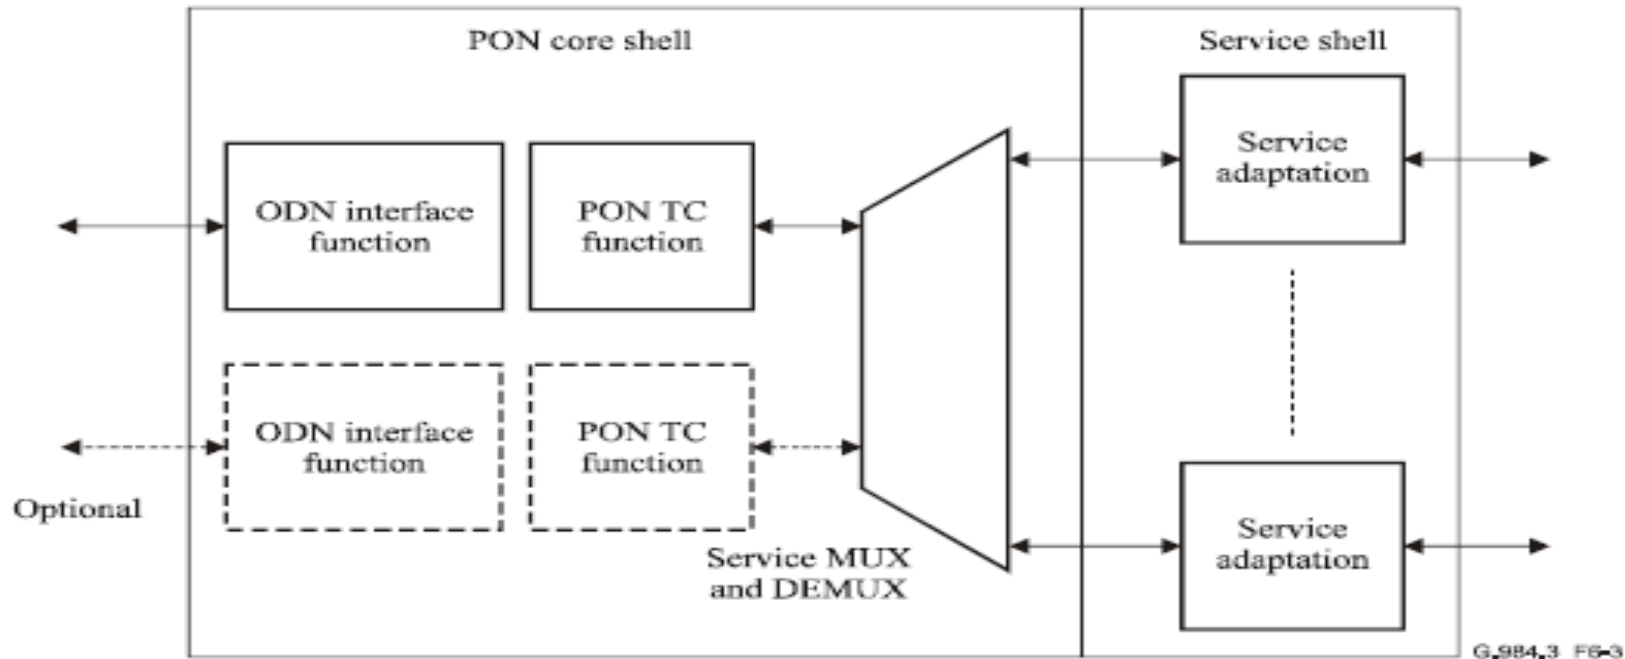 PON core shell
Service shell
Service
adaptation
ODN interface
function
PON TC
function
ODN interface
function
PON TC
function
Optional
Service MUX
and DEMUX
Service
adaptation
G.984.3 F6-3